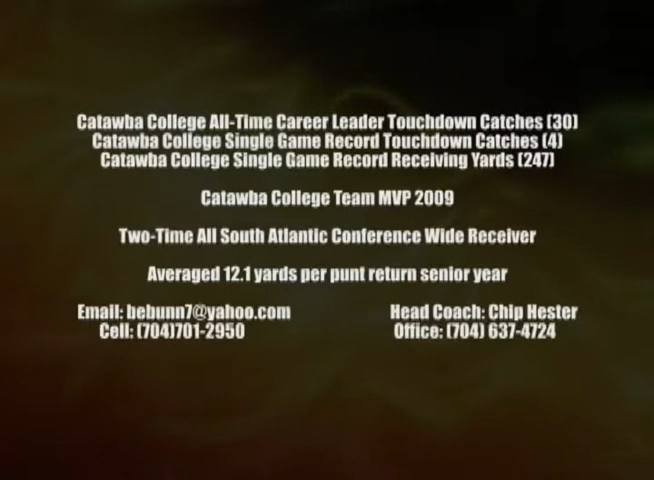 Catawba College All-Time Career Leader Touchdown Catches (30)
Catawba College Single Game Record Touchdown Catches (4)
Catawba College Single Game Record Receiving Yards (247)
Catawba College Team MVP 2009
Two-Time All South Atlantic Conference Wide Receiver
Averaged 12.1 yards per punt return senior year
Email: bebunn7@yahoo.com
Cell: (704)701-2950
Head Coach: Chip Hester
Office: (704) 637-4724